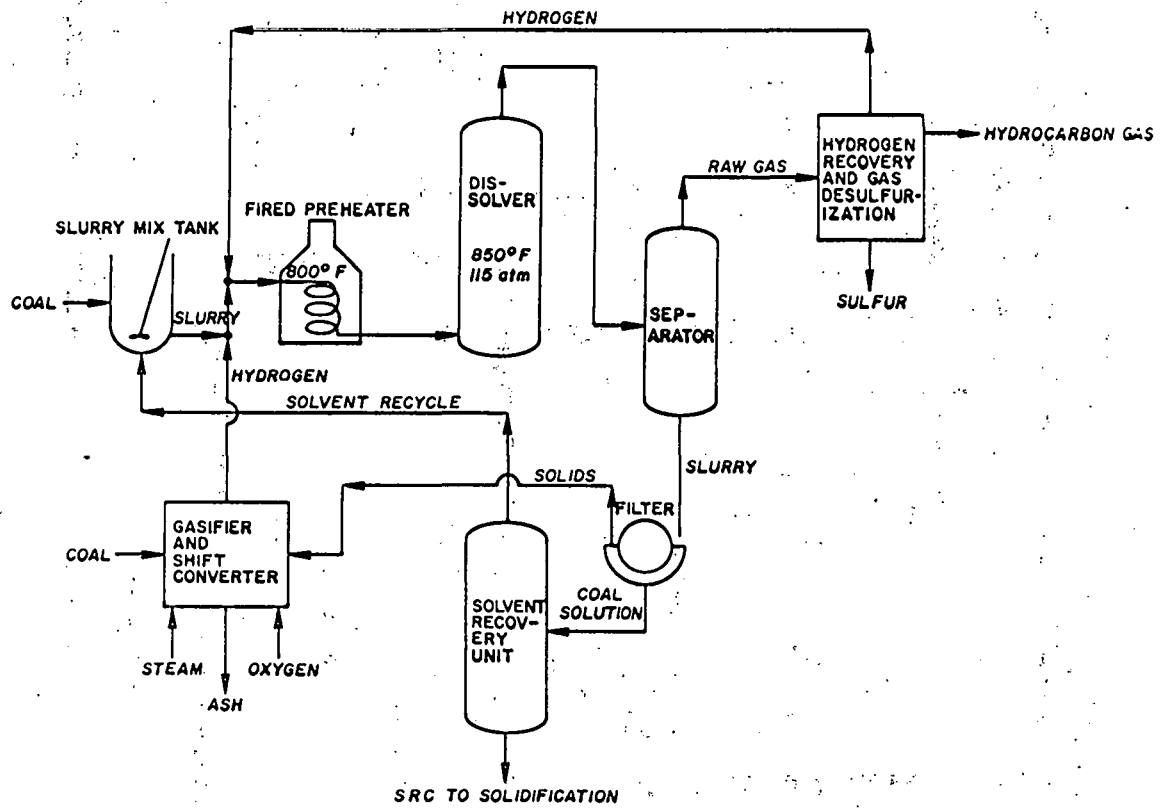 HYDROGEN
HYDROCARBON GAS
HYDROGEN
RECOVERY
AND GAS
DESULFUR-
IZATION
RAW GAS
DIS-
SOLVER
850°F
115 atm
FIRED PREHEATER
SLURRY MIX TANK
800° F
COAL
SLURRY
SULFUR
SEP-
ARATOR
HYDROGEN
SOLVENT RECYCLE
SLURRY
SOLIDS
FILTER
GASIFIER
AND
SHIFT
CONVERTER
COAL
COAL
SOLUTION
SOLVENT
RECOV-
ERY
UNIT
STEAM
OXYGEN
ASH
SRC TO SOLIDIFICATION